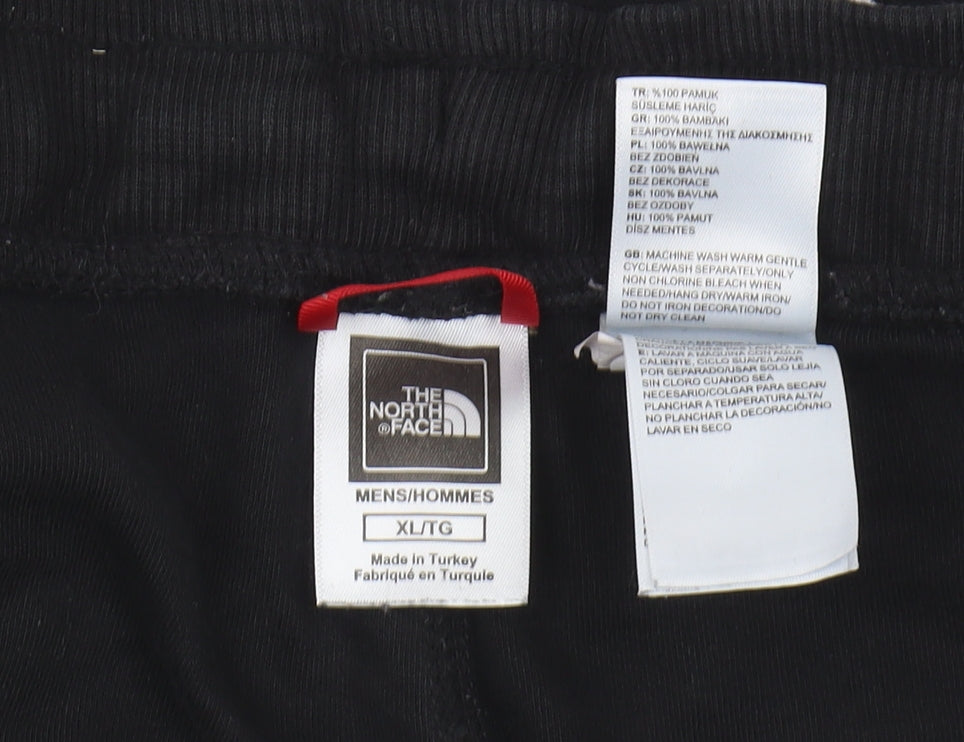 THE
NORTH
®FACE
MENS/HOMMES
XL/TG
Made in Turkey
Fabriqué en Turquie
TR: %100 PAMUK
SÜSLEME HARİÇ
GR: 100% ΒΑΜΒΑΚΙ
ΕΞΑΙΡΟΥΜΕΝΗΣ ΤΗΣ ΔΙΑΚΟΣΜΗΣΗΣ
PL: 100% BAWEŁNA
BEZ ZDOBIEŃ
CZ: 100% BAVLNA
BEZ DEKORACE
SK: 100% BAVLNA
BEZ OZDOBY
HU: 100% PAMUT
DÍSZ MENTES
GB: MACHINE WASH WARM GENTLE
CYCLE/WASH SEPARATELY/ONLY
NON CHLORINE BLEACH WHEN
NEEDED/HANG DRY/WARM IRON/
DO NOT IRON DECORATION/DO
NOT DRY CLEAN
E: LAVAR A MAQUINA CON AGUA
CALIENTE, CICLO SUAVE/LAVAR
POR SEPARADO/USAR SOLO LEJÍA
SIN CLORO CUANDO SEA
NECESARIO/COLGAR PARA SECAR/
PLANCHAR A TEMPERATURA ALTA/
NO PLANCHAR LA DECORACIÓN/NO
LAVAR EN SECO